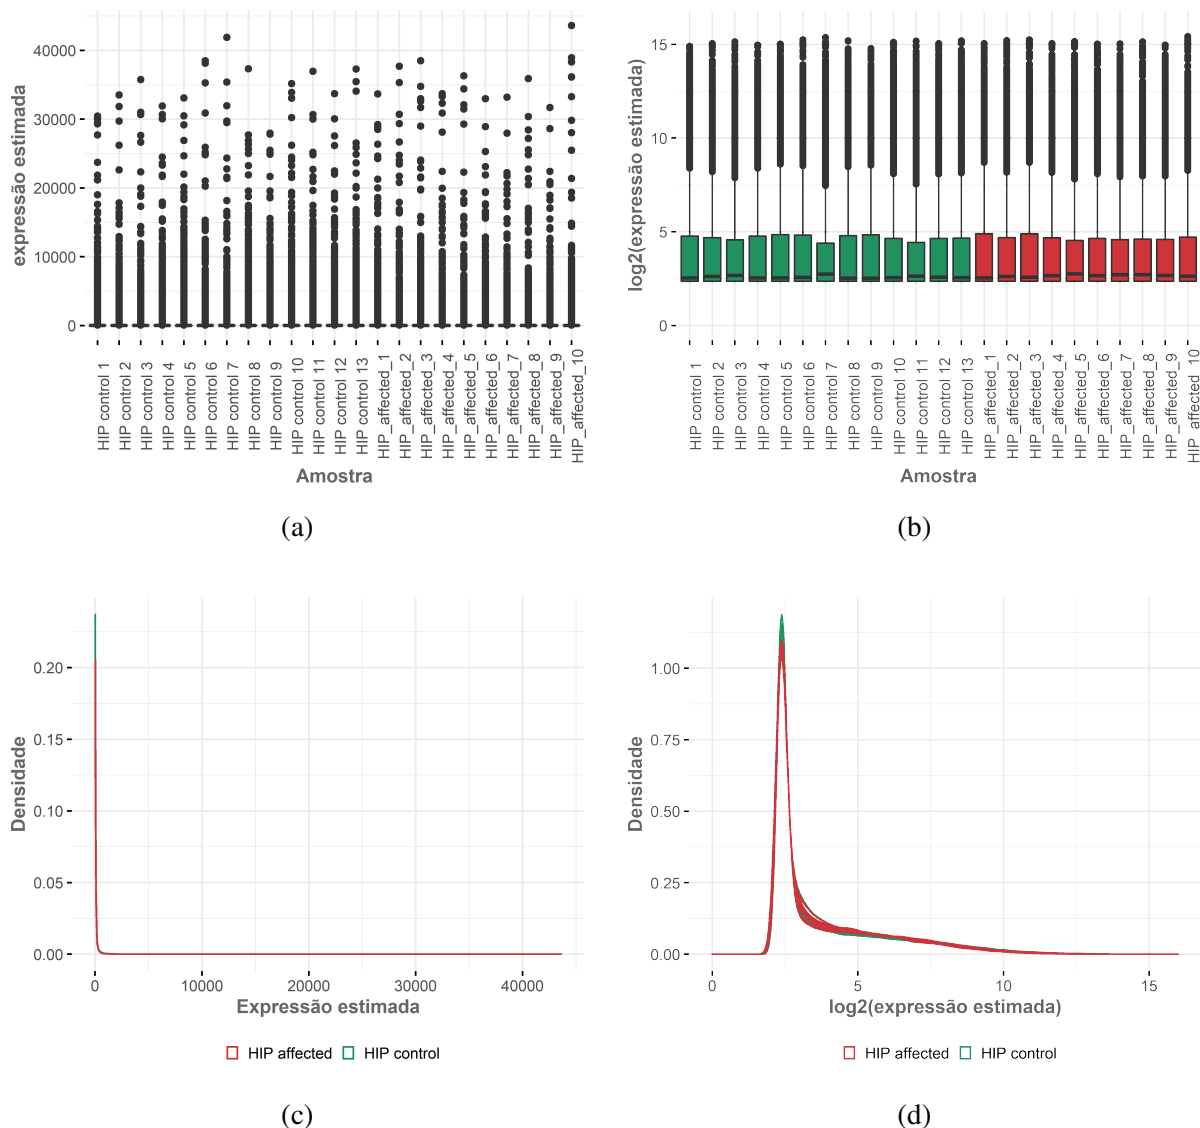 expressão estimada
40000
30000
20000
10000
0
HIP control 1
HIP control 2
HIP control 3
HIP control 4
HIP control 5
HIP control 6
HIP control 7
HIP control 8
HIP control 9
HIP control 10
HIP control 11
HIP control 12
HIP control 13
HIP_affected_1
HIP_affected_2
HIP_affected_3
HIP_affected_4
HIP_affected_5
HIP_affected_6
HIP_affected_7
HIP_affected_8
HIP_affected_9
HIP_affected_10
Amostra
(a)
log2(expressão estimada)
15
10
5
0
HIP control 1
HIP control 2
HIP control 3
HIP control 4
HIP control 5
HIP control 6
HIP control 7
HIP control 8
HIP control 9
HIP control 10
HIP control 11
HIP control 12
HIP control 13
HIP_affected_1
HIP_affected_2
HIP_affected_3
HIP_affected_4
HIP_affected_5
HIP_affected_6
HIP_affected_7
HIP_affected_8
HIP_affected_9
HIP_affected_10
Amostra
(b)
Densidade
0.20
0.15
0.10
0.05
0.00
0 10000 20000 30000 40000
Expressão estimada
HIP affected HIP control
(c)
Densidade
1.00
0.75
0.50
0.25
0.00
0 5 10 15
log2(expressão estimada)
HIP affected HIP control
(d)